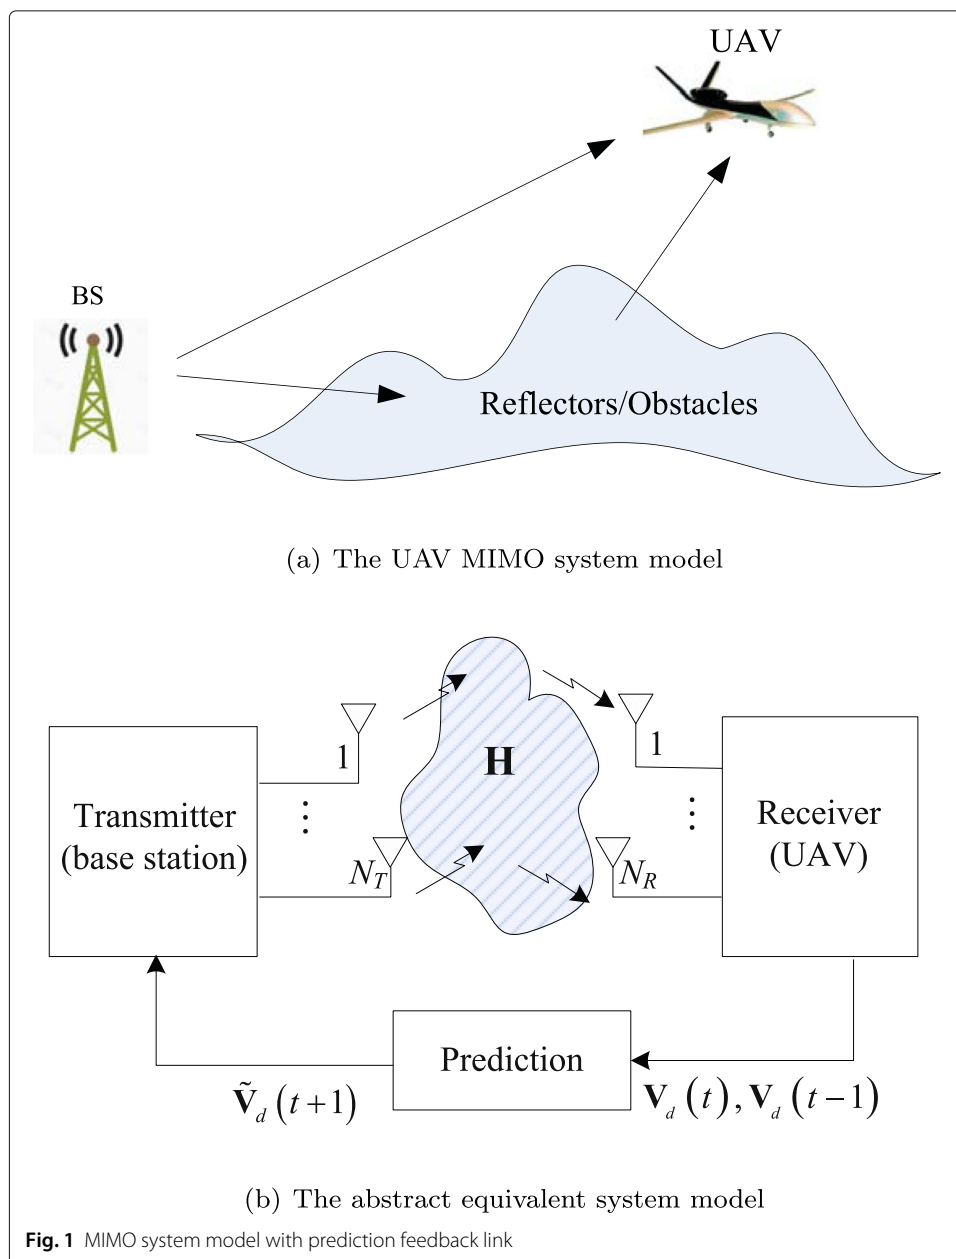 UAV
BS
Reflectors/Obstacles
(a) The UAV MIMO system model
1
H
1
Transmitter
(base station)
⋮
⋮
Receiver
(UAV)
N_T
N_R
Prediction
Ṽ_d (t+1)
V_d (t), V_d (t−1)
(b) The abstract equivalent system model
Fig. 1 MIMO system model with prediction feedback link